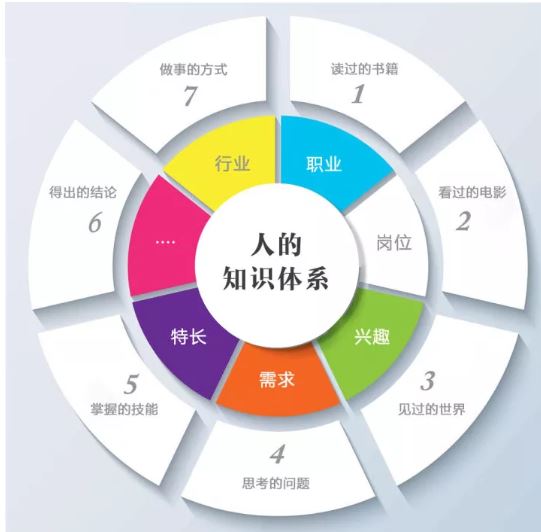 人的
知识体系
职业
岗位
兴趣
需求
特长
....
行业
读过的书籍
1
看过的电影
2
3
见过的世界
4
思考的问题
5
掌握的技能
得出的结论
6
做事的方式
7